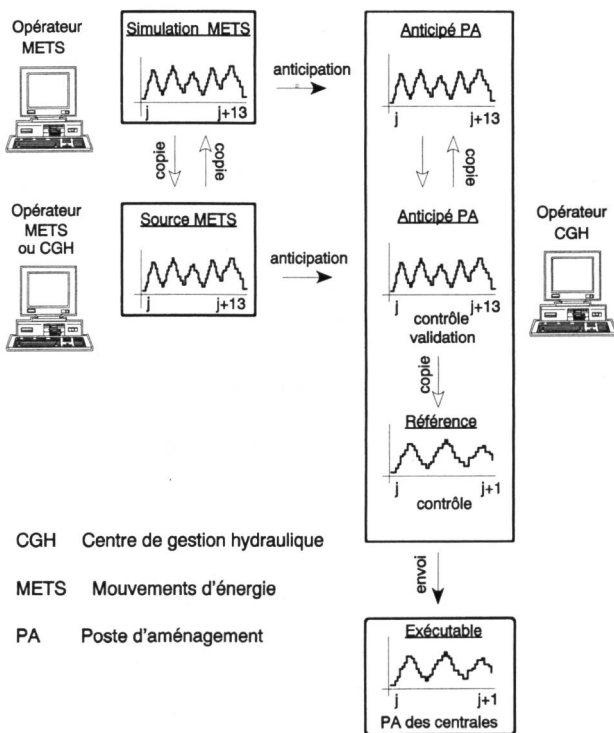 Opérateur
METS
Simulation METS
j
j+13
anticipation
Anticipé PA
j
j+13
copie
copie
copie
Opérateur
METS
ou CGH
Source METS
j
j+13
anticipation
Anticipé PA
j
j+13
contrôle
validation
Opérateur
CGH
copie
Référence
j
j+1
contrôle
CGH Centre de gestion hydraulique
METS Mouvements d'énergie
PA Poste d'aménagement
envoi
Exécutable
j
j+1
PA des centrales